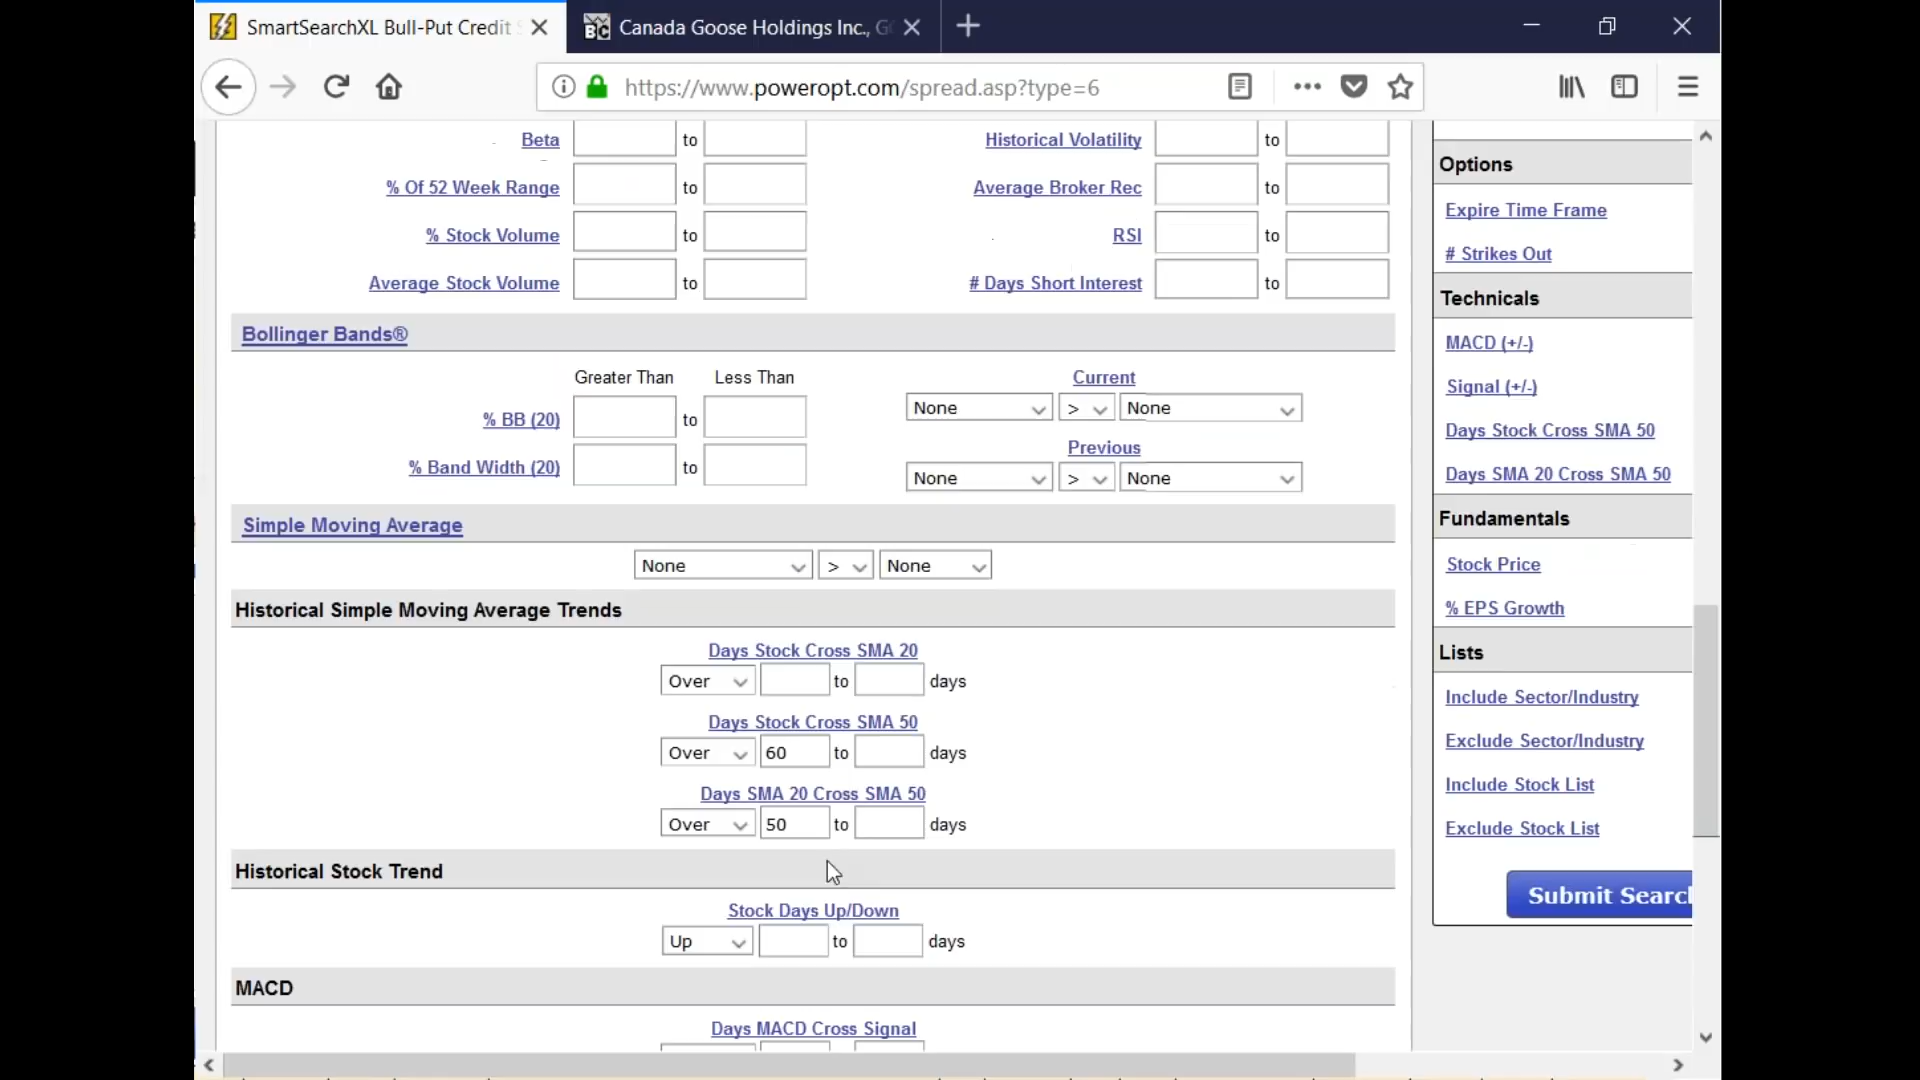 SmartSearchXL Bull-Put Credit
Canada Goose Holdings Inc., G
https://www.poweropt.com/spread.asp?type=6
Beta to Historical Volatility to
% Of 52 Week Range to Average Broker Rec to
% Stock Volume to RSI to
Average Stock Volume to # Days Short Interest to
Bollinger Bands®
Greater Than Less Than Current
% BB (20) to None > None
Previous
% Band Width (20) to None > None
Simple Moving Average
None > None
Historical Simple Moving Average Trends
Days Stock Cross SMA 20
Over to days
Days Stock Cross SMA 50
Over 60 to days
Days SMA 20 Cross SMA 50
Over 50 to days
Historical Stock Trend
Stock Days Up/Down
Up to days
MACD
Days MACD Cross Signal
Options
Expire Time Frame
# Strikes Out
Technicals
MACD (+/-)
Signal (+/-)
Days Stock Cross SMA 50
Days SMA 20 Cross SMA 50
Fundamentals
Stock Price
% EPS Growth
Lists
Include Sector/Industry
Exclude Sector/Industry
Include Stock List
Exclude Stock List
Submit Searc